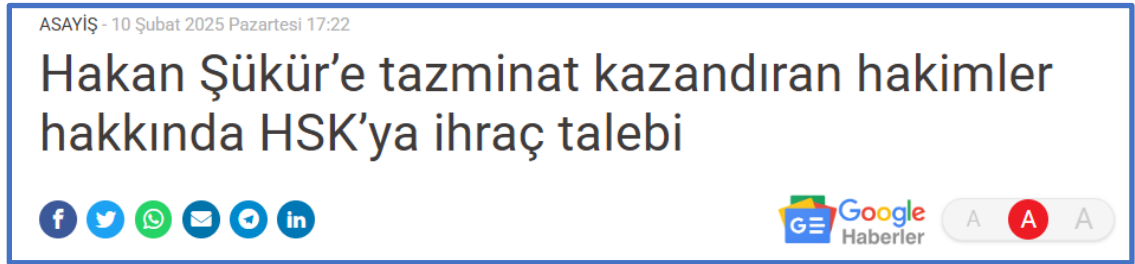 ASAYİŞ - 10 Şubat 2025 Pazartesi 17:22
Hakan Şükür’e tazminat kazandıran hakimler
hakkında HSK’ya ihraç talebi
f in G Google Haberler A A A